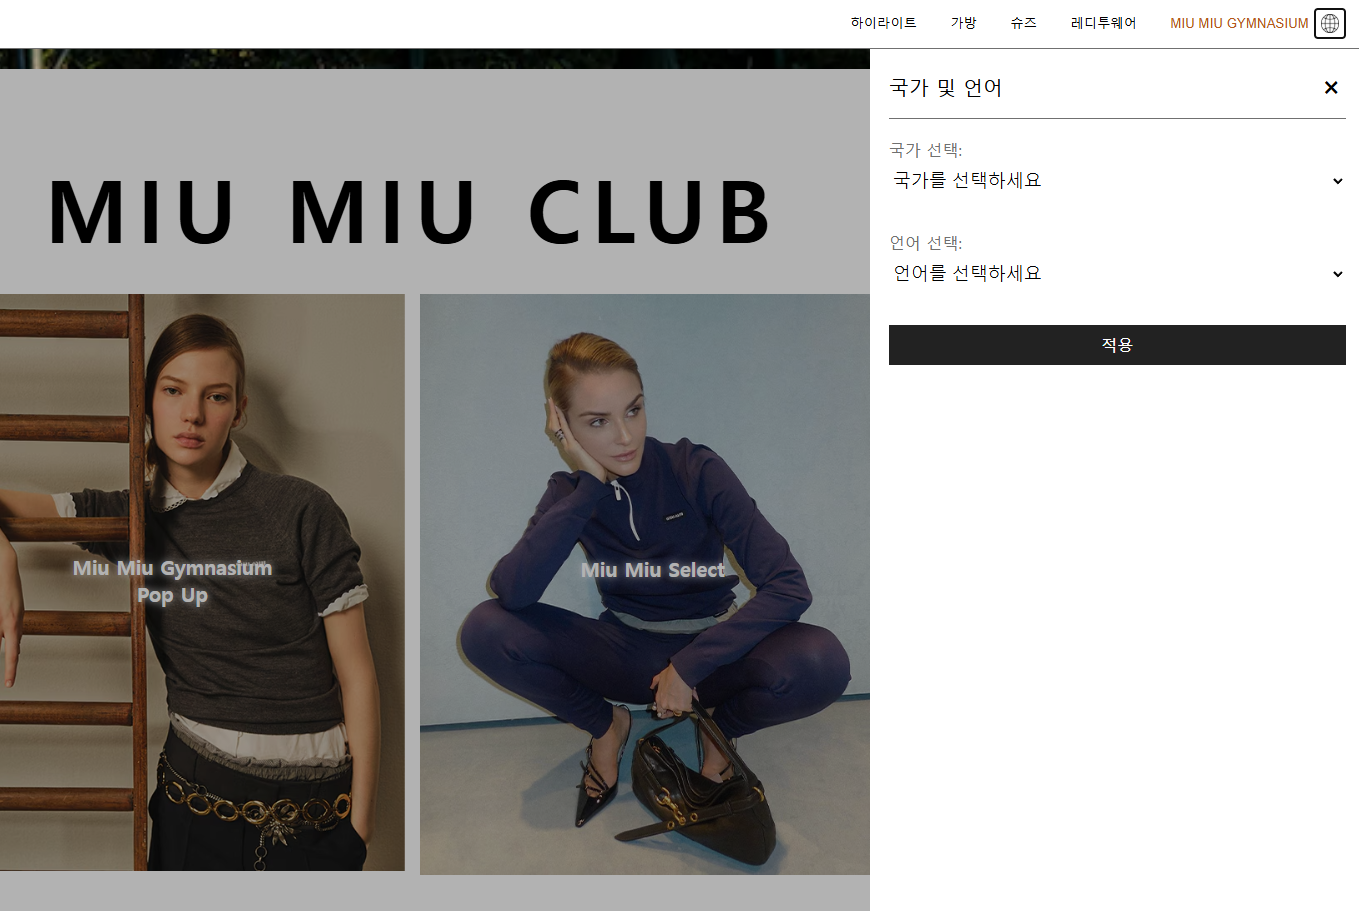 하이라이트 가방 슈즈 레디투웨어 MIU MIU GYMNASIUM
국가 및 언어
국가 선택:
국가를 선택하세요
언어 선택:
언어를 선택하세요
적용
MIU MIU CLUB
Miu Miu Gymnasium
Pop Up
Miu Miu Select